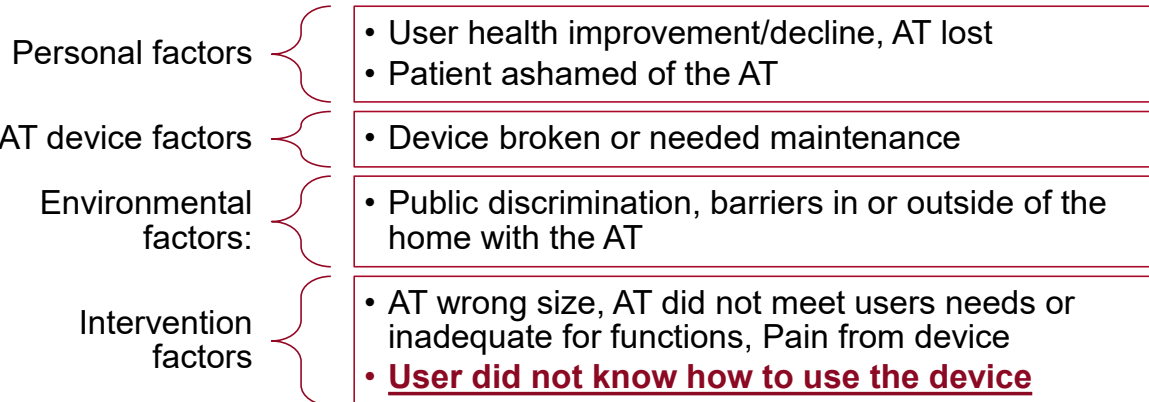 Personal factors
• User health improvement/decline, AT lost
• Patient ashamed of the AT
AT device factors
• Device broken or needed maintenance
Environmental
factors:
• Public discrimination, barriers in or outside of the
home with the AT
Intervention
factors
• AT wrong size, AT did not meet users needs or
inadequate for functions, Pain from device
• User did not know how to use the device